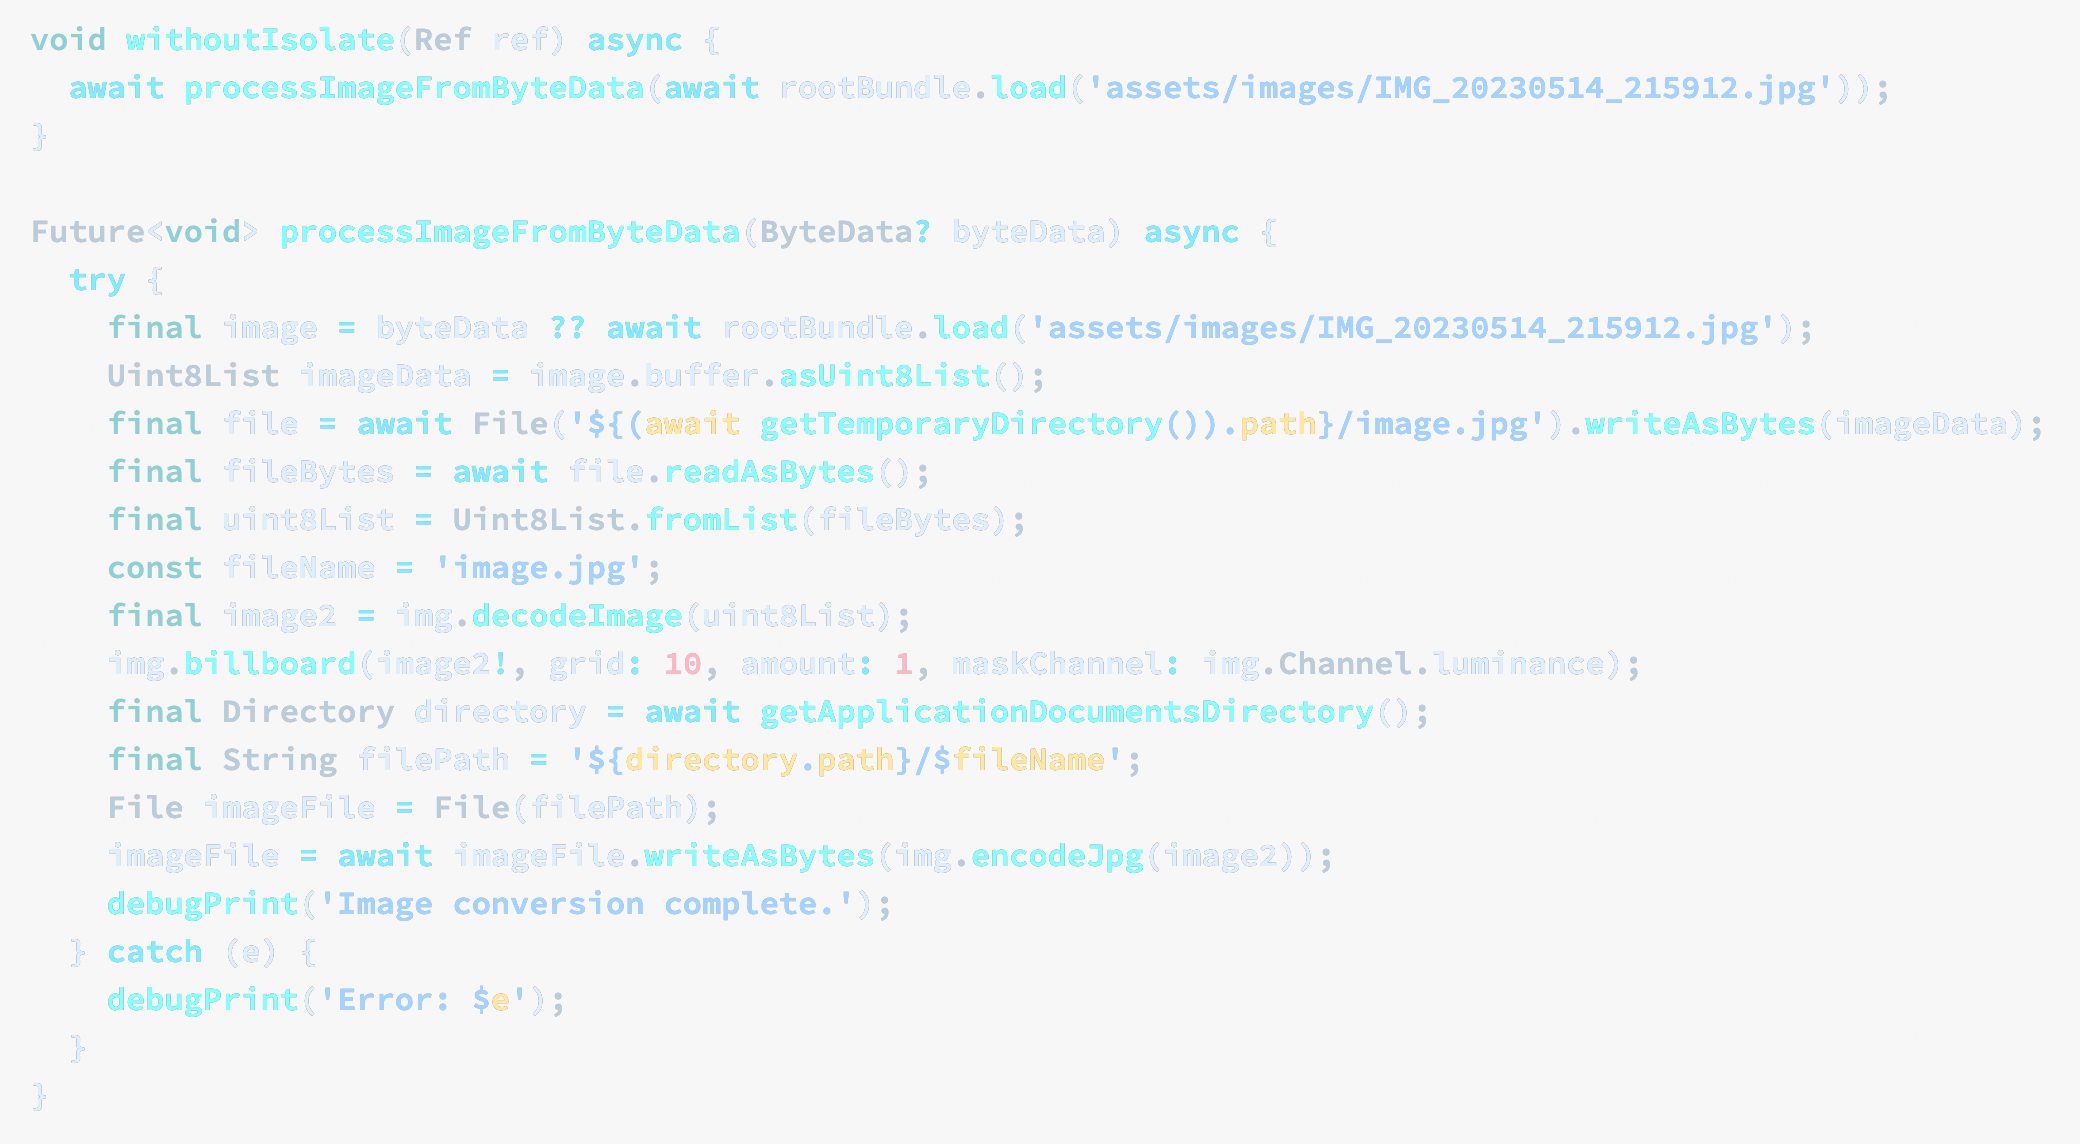 void withoutIsolate(Ref ref) async {
  await processImageFromByteData(await rootBundle.load('assets/images/IMG_20230514_215912.jpg'));
}

Future<void> processImageFromByteData(ByteData? byteData) async {
  try {
    final image = byteData ?? await rootBundle.load('assets/images/IMG_20230514_215912.jpg');
    Uint8List imageData = image.buffer.asUint8List();
    final file = await File('${(await getTemporaryDirectory()).path}/image.jpg').writeAsBytes(imageData);
    final fileBytes = await file.readAsBytes();
    final uint8List = Uint8List.fromList(fileBytes);
    const fileName = 'image.jpg';
    final image2 = img.decodeImage(uint8List);
    img.billboard(image2!, grid: 10, amount: 1, maskChannel: img.Channel.luminance);
    final Directory directory = await getApplicationDocumentsDirectory();
    final String filePath = '${directory.path}/$fileName';
    File imageFile = File(filePath);
    imageFile = await imageFile.writeAsBytes(img.encodeJpg(image2));
    debugPrint('Image conversion complete.');
  } catch (e) {
    debugPrint('Error: $e');
  }
}